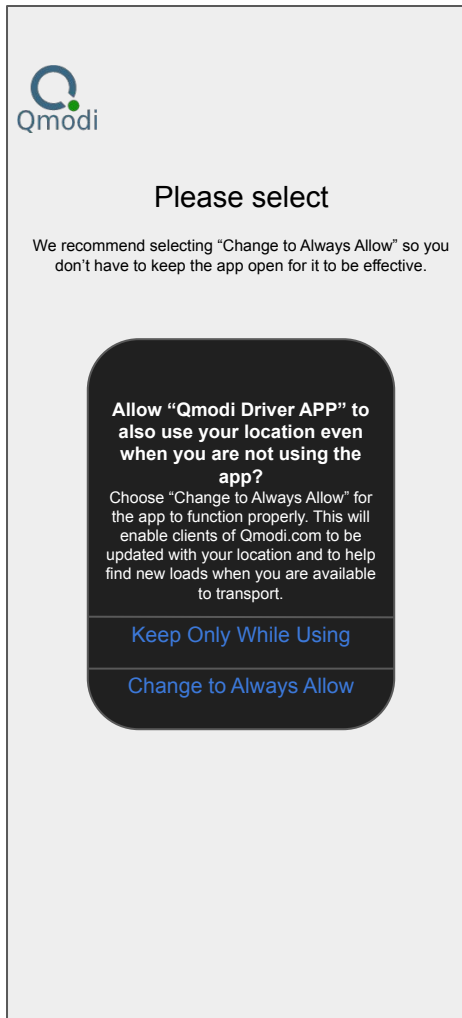 Qmodi
Please select
We recommend selecting “Change to Always Allow” so you
don’t have to keep the app open for it to be effective.
Allow “Qmodi Driver APP” to
also use your location even
when you are not using the
app?
Choose “Change to Always Allow” for
the app to function properly. This will
enable clients of Qmodi.com to be
updated with your location and to help
find new loads when you are available
to transport.
Keep Only While Using
Change to Always Allow